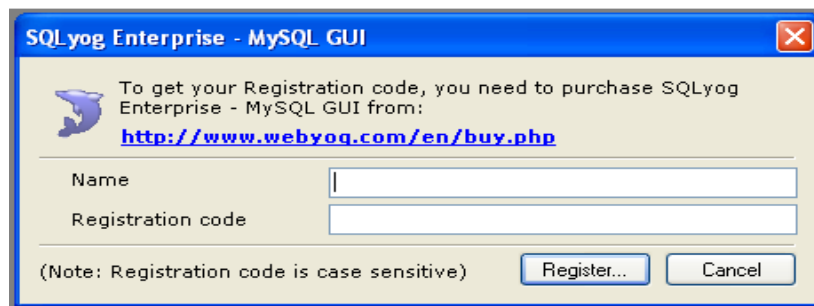 SQLyog Enterprise - MySQL GUI
To get your Registration code, you need to purchase SQLyog
Enterprise - MySQL GUI from:
http://www.webyog.com/en/buy.php
Name
Registration code
(Note: Registration code is case sensitive)
Register...
Cancel